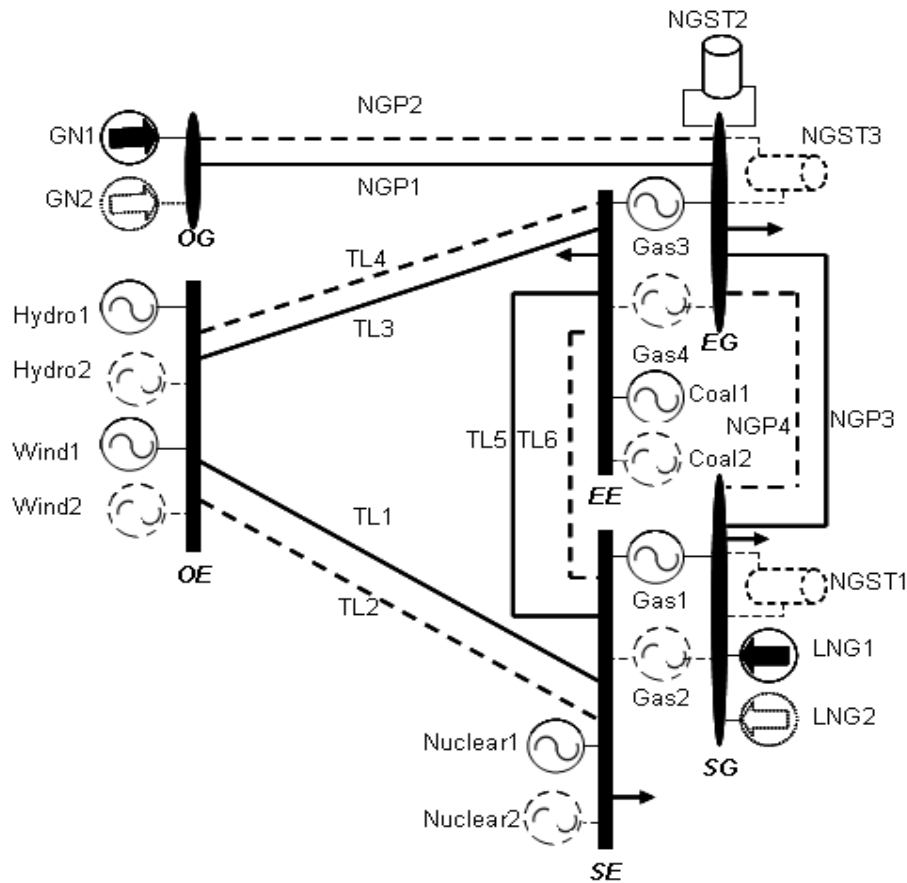 NGST2
NGP2
GN1
NGST3
NGP1
GN2
OG
Gas3
TL4
TL3
Hydro1
EG
Hydro2
Gas4
Coal1
NGP4
NGP3
TL5
TL6
Wind1
Coal2
Wind2
EE
TL1
OE
NGST1
TL2
Gas1
LNG1
Gas2
LNG2
Nuclear1
SG
Nuclear2
SE